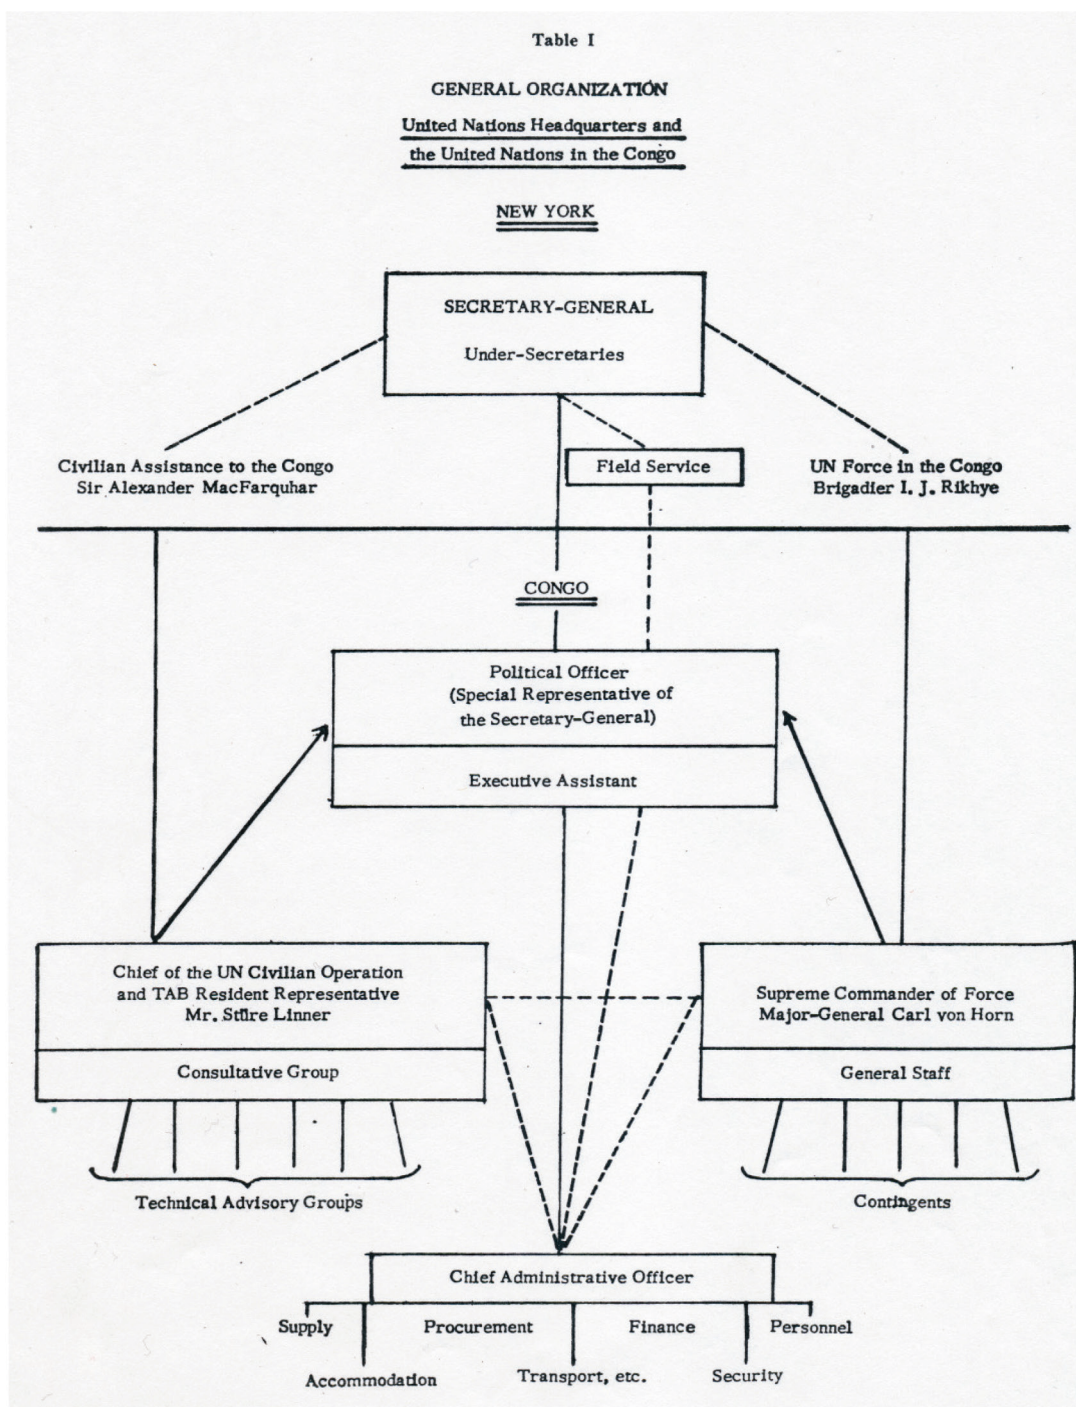 Table I
GENERAL ORGANIZATION
United Nations Headquarters and
the United Nations in the Congo
NEW YORK
SECRETARY-GENERAL
Under-Secretaries
Civilian Assistance to the Congo
Sir Alexander MacFarquhar
Field Service
UN Force in the Congo
Brigadier I. J. Rikhye
CONGO
Political Officer
(Special Representative of
the Secretary-General)
Executive Assistant
Chief of the UN Civilian Operation
and TAB Resident Representative
Mr. Stüre Linner
Consultative Group
Supreme Commander of Force
Major-General Carl von Horn
General Staff
Technical Advisory Groups
Contingents
Chief Administrative Officer
Supply Procurement Finance Personnel
Accommodation Transport, etc. Security